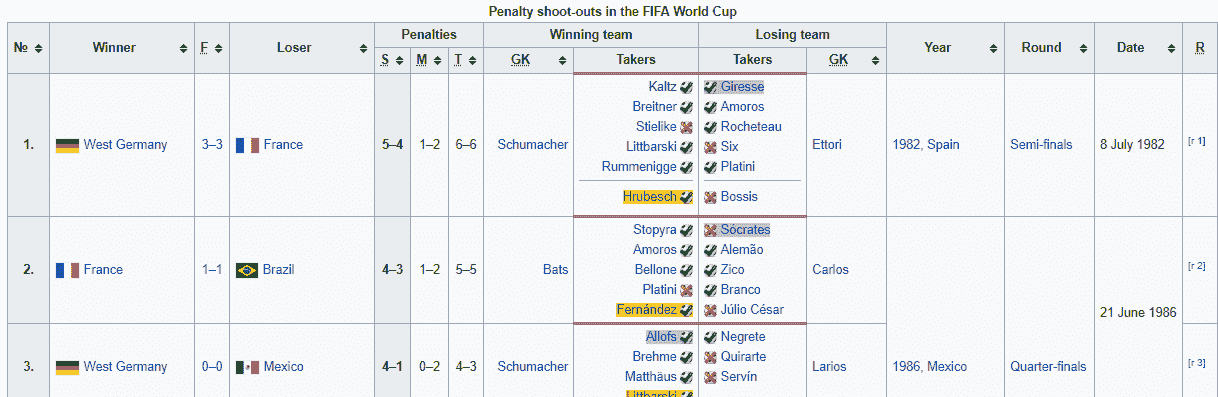 Penalty shoot-outs in the FIFA World Cup
№ Winner F Loser Penalties Winning team Losing team Year Round Date R
S M T GK Takers Takers GK
1. West Germany 3–3 France 5–4 1–2 6–6 Schumacher Ettori 1982, Spain Semi-finals 8 July 1982 [r 1]
Kaltz Giresse
Breitner Amoros
Stielike Rocheteau
Littbarski Six
Rummenigge Platini
Hrubesch Bossis
2. France 1–1 Brazil 4–3 1–2 5–5 Bats Carlos [r 2]
Stopyra Sócrates
Amoros Alemão
Bellone Zico
Platini Branco
Fernández Júlio César
21 June 1986
3. West Germany 0–0 Mexico 4–1 0–2 4–3 Schumacher Larios 1986, Mexico Quarter-finals [r 3]
Allofs Negrete
Brehme Quirarte
Matthäus Servín
Littbarski